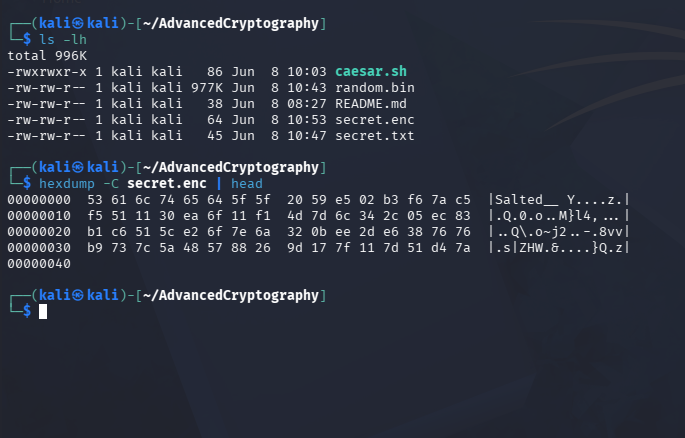 ┌──(kali㉿kali)-[~/AdvancedCryptography]
└─$ ls -lh
total 996K
-rwxrwxr-x 1 kali kali   86 Jun  8 10:03 caesar.sh
-rw-rw-r-- 1 kali kali 977K Jun  8 10:43 random.bin
-rw-rw-r-- 1 kali kali   38 Jun  8 08:27 README.md
-rw-rw-r-- 1 kali kali   64 Jun  8 10:53 secret.enc
-rw-rw-r-- 1 kali kali   45 Jun  8 10:47 secret.txt
┌──(kali㉿kali)-[~/AdvancedCryptography]
└─$ hexdump -C secret.enc | head
00000000  53 61 6c 74 65 64 5f 5f  20 59 e5 02 b3 f6 7a c5  |Salted__ Y....z.|
00000010  f5 51 11 30 ea 6f 11 f1  4d 7d 6c 34 2c 05 ec 83  |.Q.0.o..M}l4,...|
00000020  b1 c6 51 5c e2 6f 7e 6a  32 0b ee 2d e6 38 76 76  |..Q\.o~j2..-.8vv|
00000030  b9 73 7c 5a 48 57 88 26  9d 17 7f 11 7d 51 d4 7a  |.s|ZHW.&....}Q.z|
00000040
┌──(kali㉿kali)-[~/AdvancedCryptography]
└─$